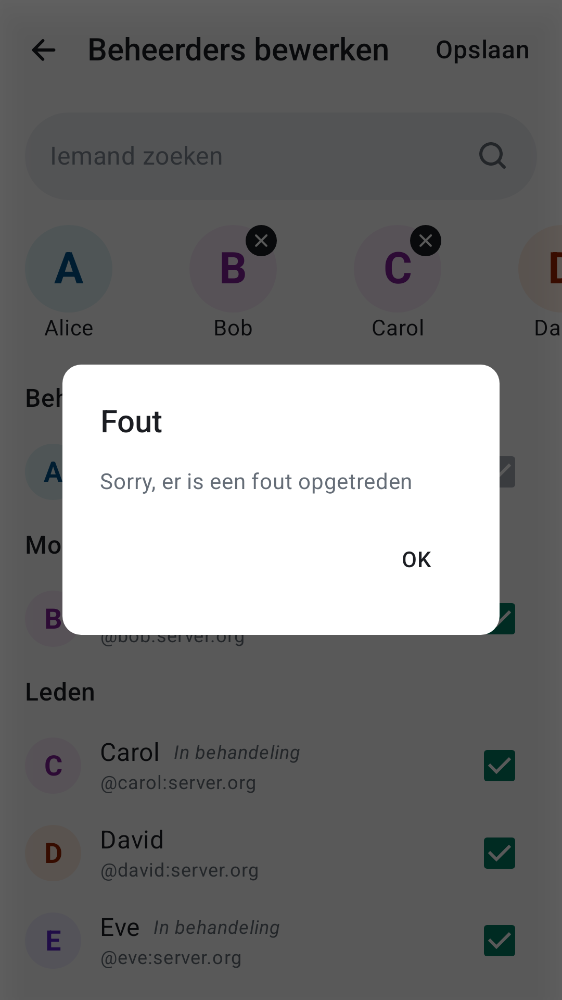 Beheerders bewerken
Opslaan
Iemand zoeken
A
B
C
Alice
Bob
Carol
Da
Beh
Fout
A
Sorry, er is een fout opgetreden
Mo
OK
B
@bob:server.org
Leden
C
Carol In behandeling
@carol:server.org
D
David
@david:server.org
E
Eve In behandeling
@eve:server.org